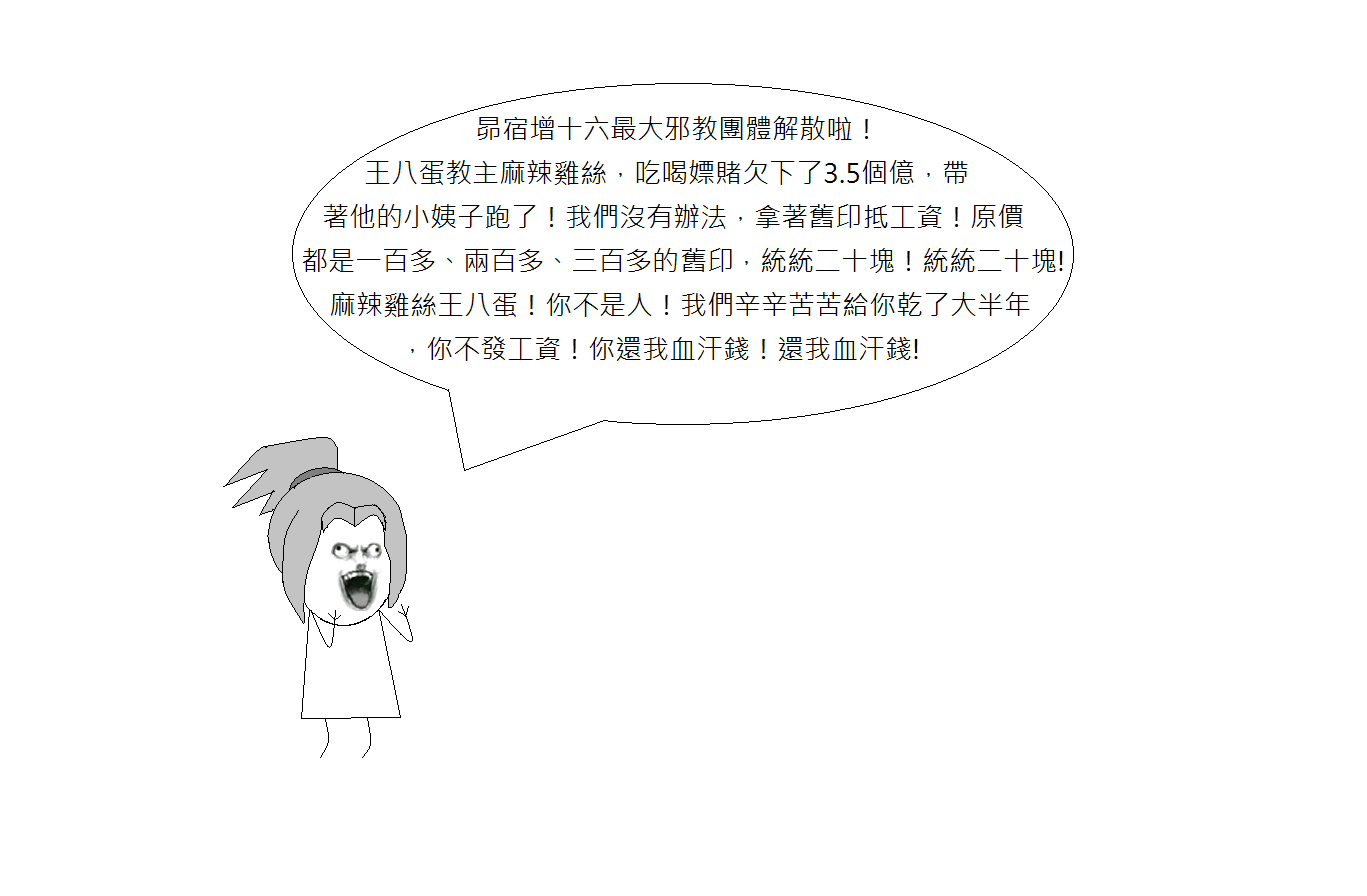 昴宿增十六最大邪教團體解散啦！
王八蛋教主麻辣雞絲，吃喝嫖賭欠下了3.5個億，帶
著他的小姨子跑了！我們沒有辦法，拿著舊印抵工資！原價
都是一百多、兩百多、三百多的舊印，統統二十塊！統統二十塊!
麻辣雞絲王八蛋！你不是人！我們辛辛苦苦給你乾了大半年
，你不發工資！你還我血汗錢！還我血汗錢!